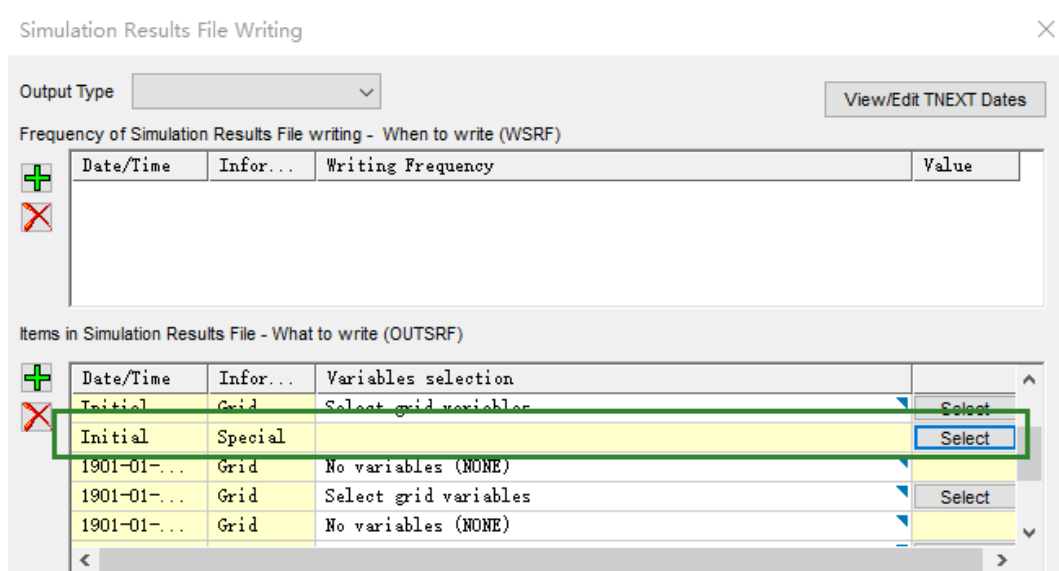 Simulation Results File Writing
Output Type
View/Edit TNEXT Dates
Frequency of Simulation Results File writing - When to write (WSRF)
Date/Time Infor... Writing Frequency Value
Items in Simulation Results File - What to write (OUTSRF)
Date/Time Infor... Variables selection
Initial Grid Select grid variables Select
Initial Special Select
1901-01-... Grid No variables (NONE)
1901-01-... Grid Select grid variables Select
1901-01-... Grid No variables (NONE)